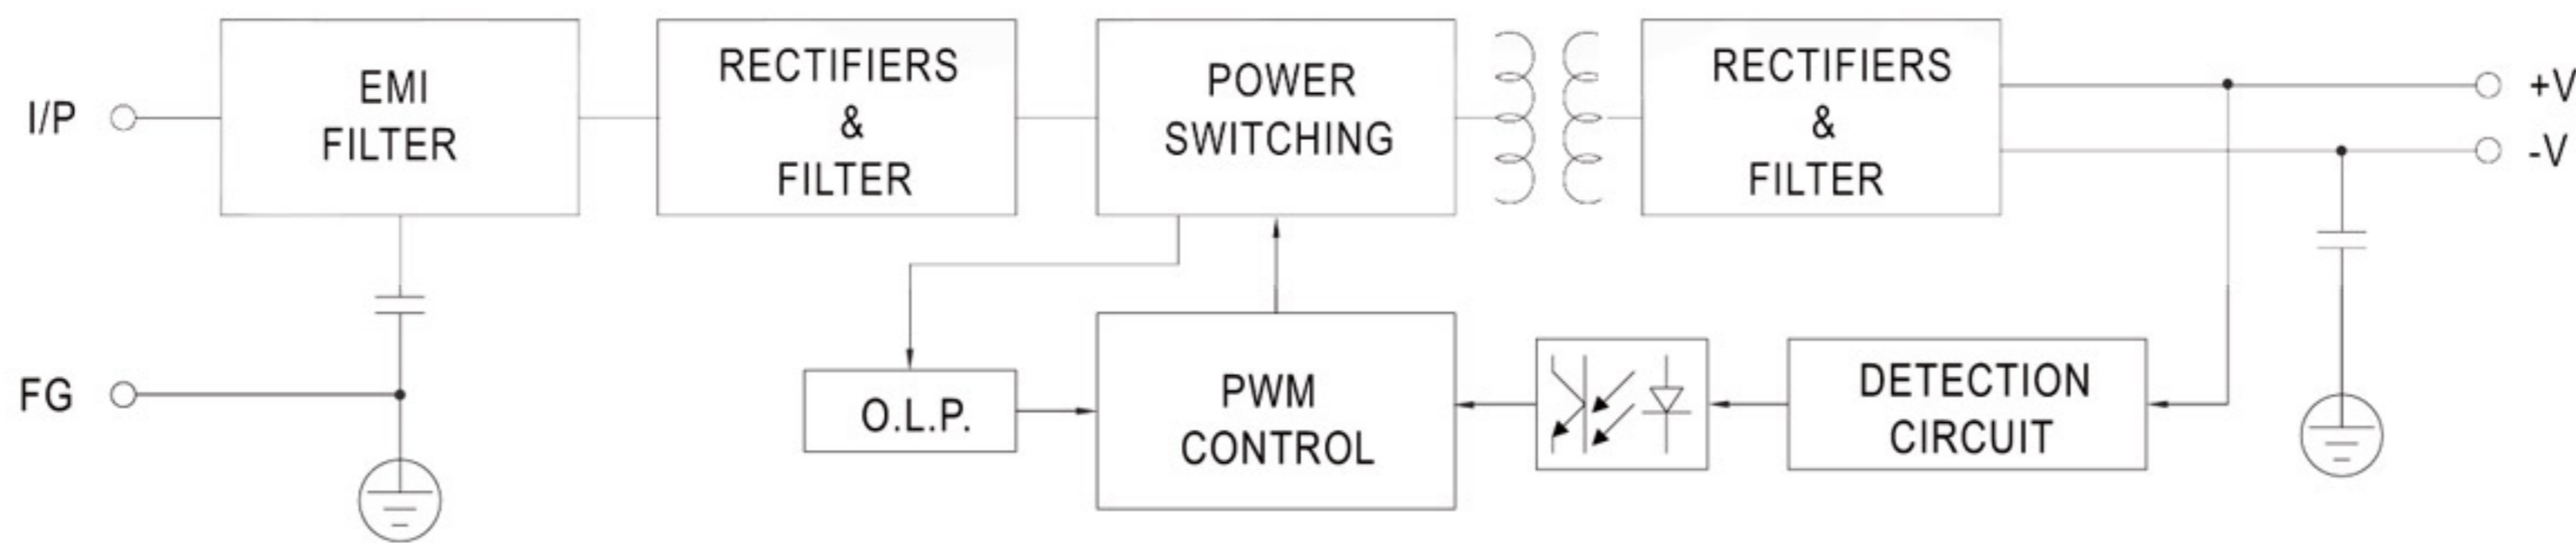 I/P
EMI
FILTER
RECTIFIERS
&
FILTER
POWER
SWITCHING
RECTIFIERS
&
FILTER
+V
-V
FG
O.L.P.
PWM
CONTROL
DETECTION
CIRCUIT